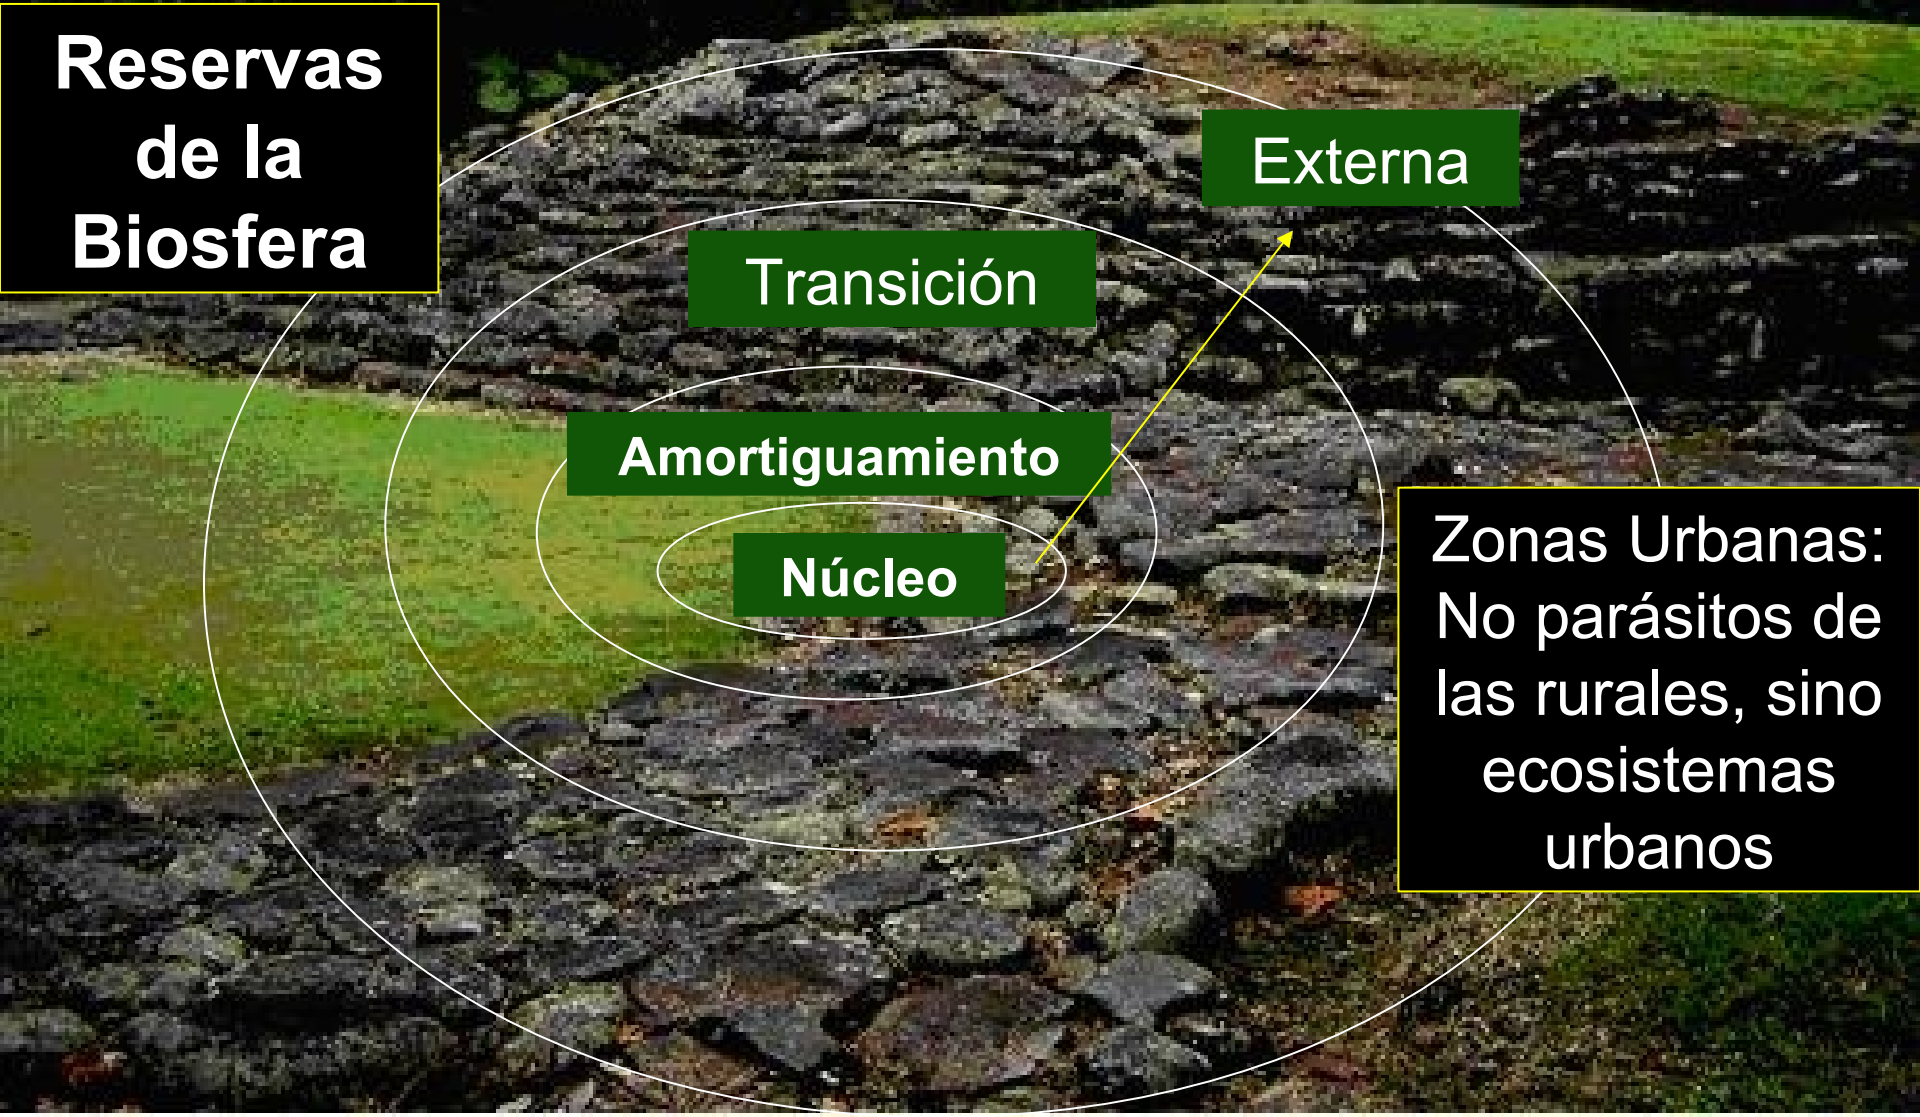 Reservas
de la
Biosfera
Externa
Transición
Amortiguamiento
Núcleo
Zonas Urbanas:
No parásitos de
las rurales, sino
ecosistemas
urbanos